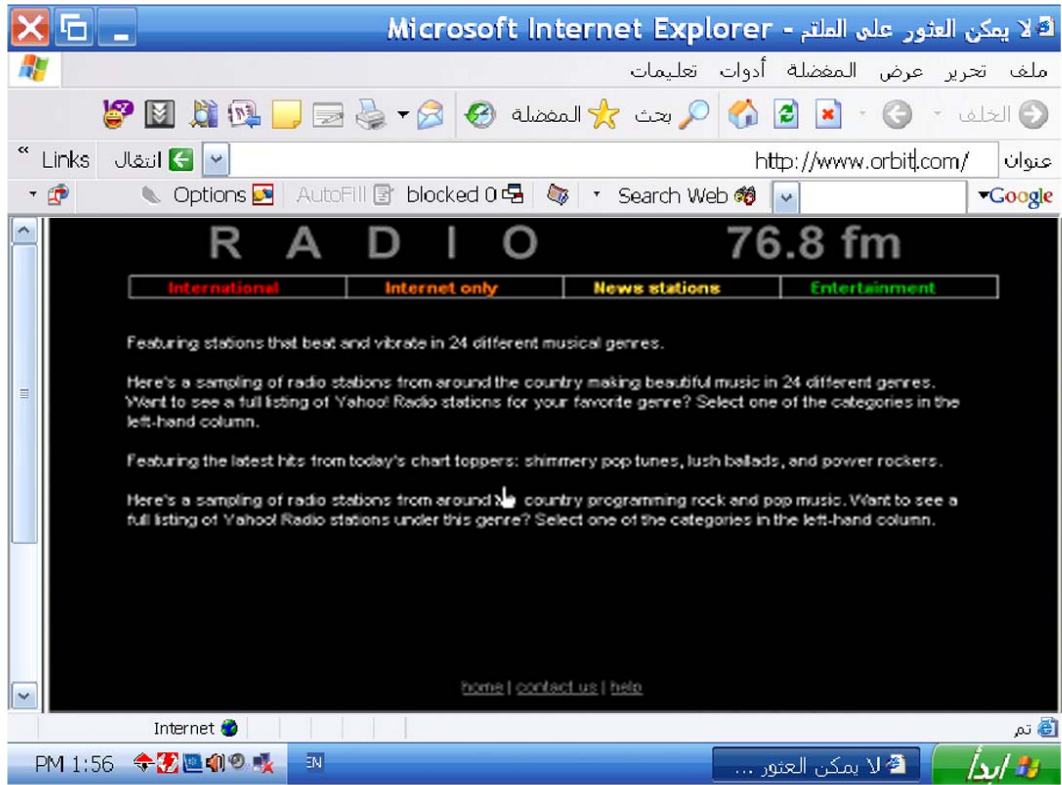 لا يمكن العثور على الملقم - Microsoft Internet Explorer
ملف تحرير عرض المفضلة أدوات تعليمات
الخلف بحث المفضلة
عنوان http://www.orbit.com/ انتقال Links »
Google Search Web blocked 0 AutoFill Options
R A D I O 76.8 fm
International Internet only News stations Entertainment
Featuring stations that beat and vibrate in 24 different musical genres.
Here's a sampling of radio stations from around the country making beautiful music in 24 different genres.
Want to see a full listing of Yahoo! Radio stations for your favorite genre? Select one of the categories in the
left-hand column.
Featuring the latest hits from today's chart toppers: shimmery pop tunes, lush ballads, and power rockers.
Here's a sampling of radio stations from around country programming rock and pop music. Want to see a
full listing of Yahoo! Radio stations under this genre? Select one of the categories in the left-hand column.
home | contact us | help
تم Internet
ابدأ لا يمكن العثور ... EN PM 1:56